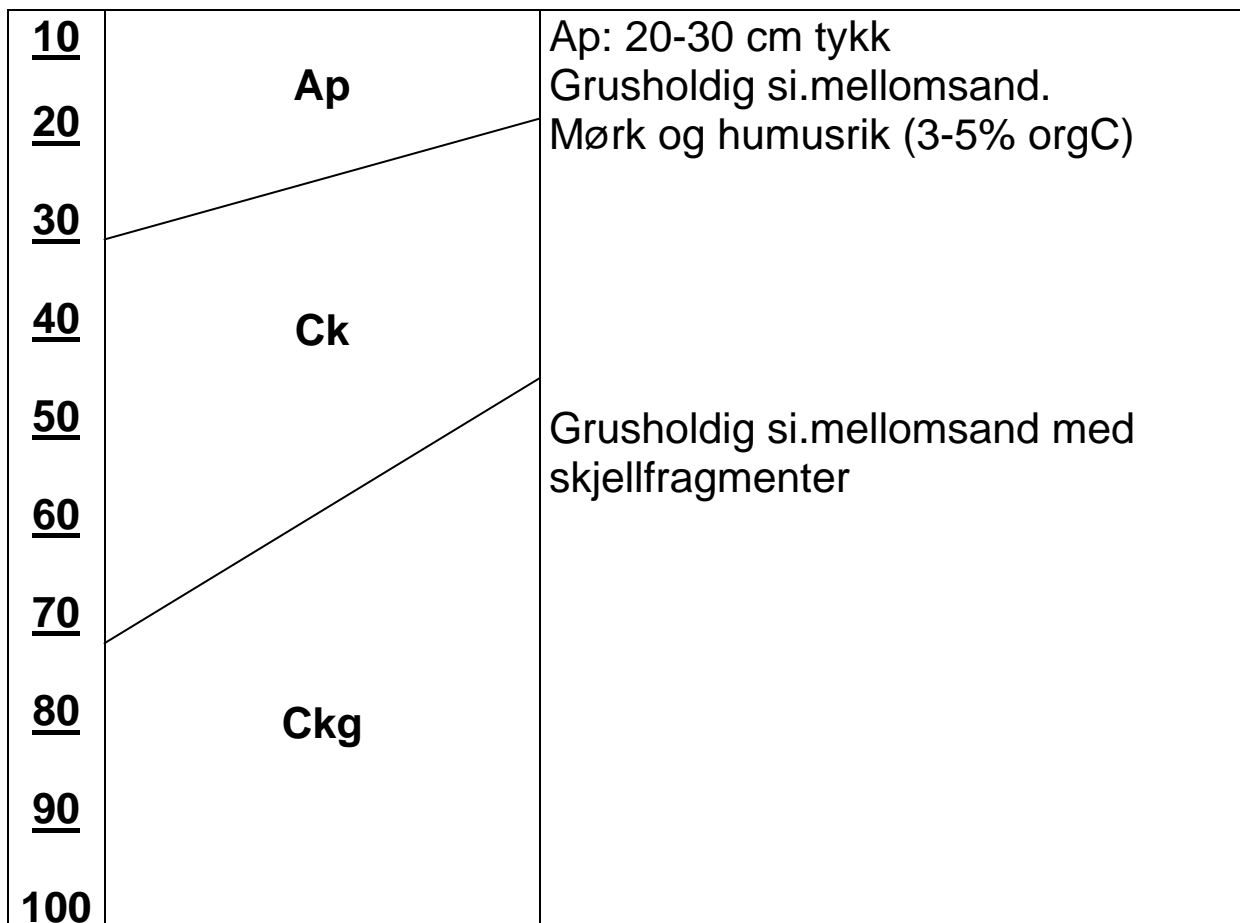 10
20
30
40
50
60
70
80
90
100
Ap
Ck
Ckg
Ap: 20-30 cm tykk
Grusholdig si.mellomsand.
Mørk og humusrik (3-5% orgC)
Grusholdig si.mellomsand med
skjellfragmenter